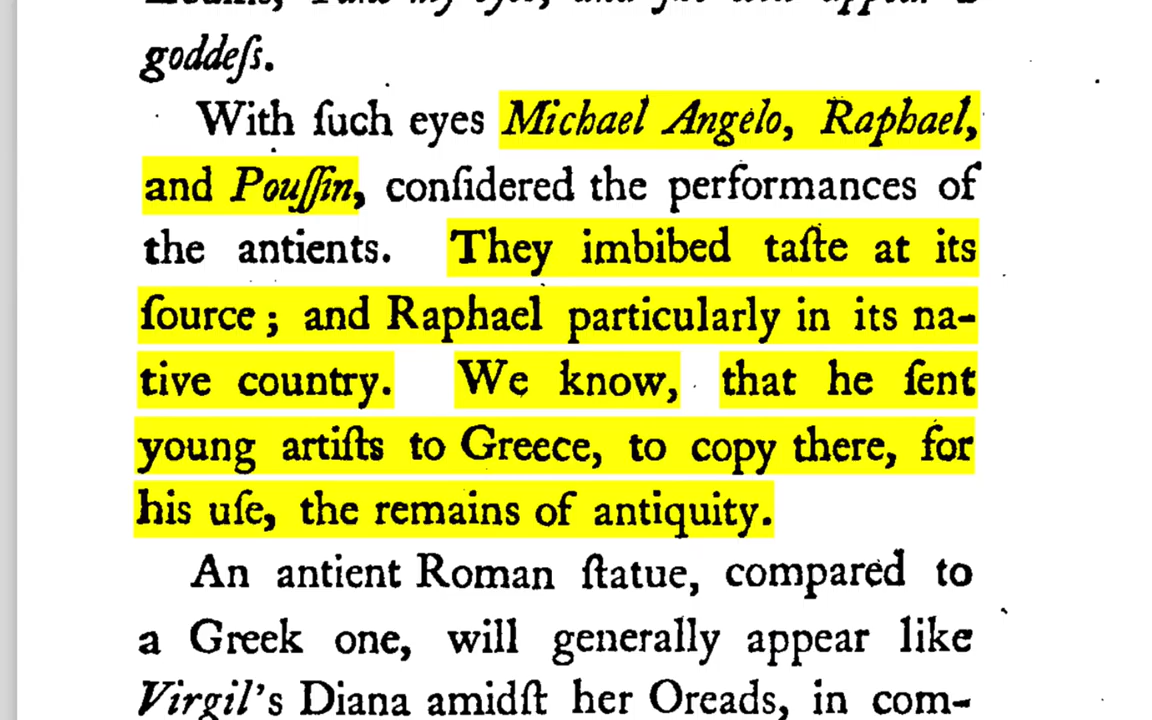 goddeſs.
With ſuch eyes Michael Angelo, Raphael,
and Pouſſin, conſidered the performances of
the antients. They imbibed taſte at its
ſource; and Raphael particularly in its na-
tive country. We know, that he ſent
young artiſts to Greece, to copy there, for
his uſe, the remains of antiquity.
An antient Roman ſtatue, compared to
a Greek one, will generally appear like
Virgil's Diana amidſt her Oreads, in com-